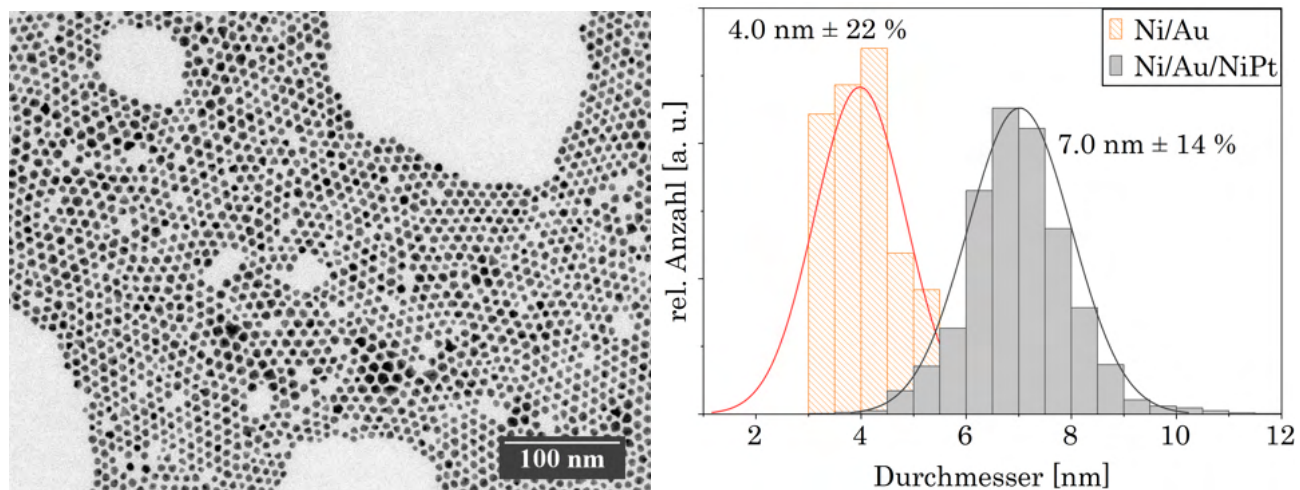 100 nm
4.0 nm ± 22 %
Ni/Au
Ni/Au/NiPt
7.0 nm ± 14 %
rel. Anzahl [a. u.]
2 4 6 8 10 12
Durchmesser [nm]